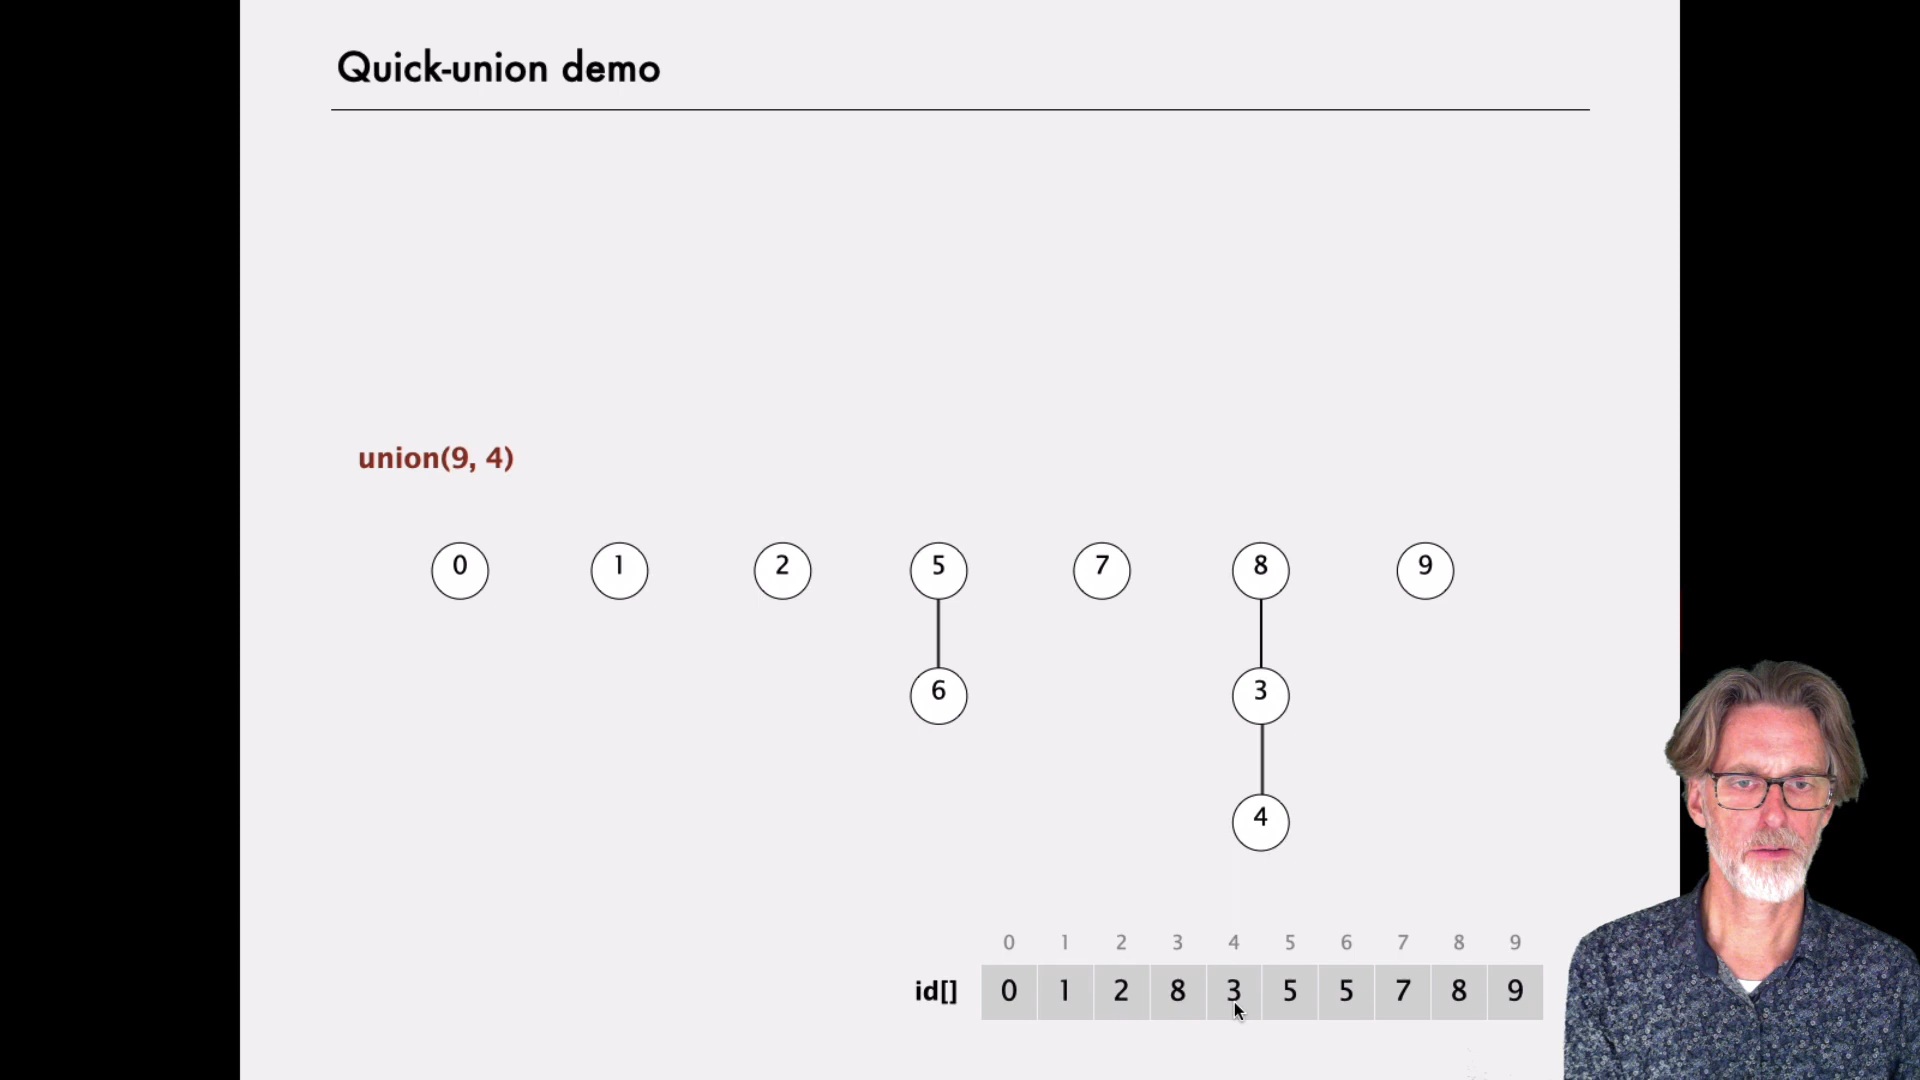 Quick-union demo
union(9, 4)
0 1 2 5 7 8 9
6 3
4
0 1 2 3 4 5 6 7 8 9
id[] 0 1 2 8 3 5 5 7 8 9